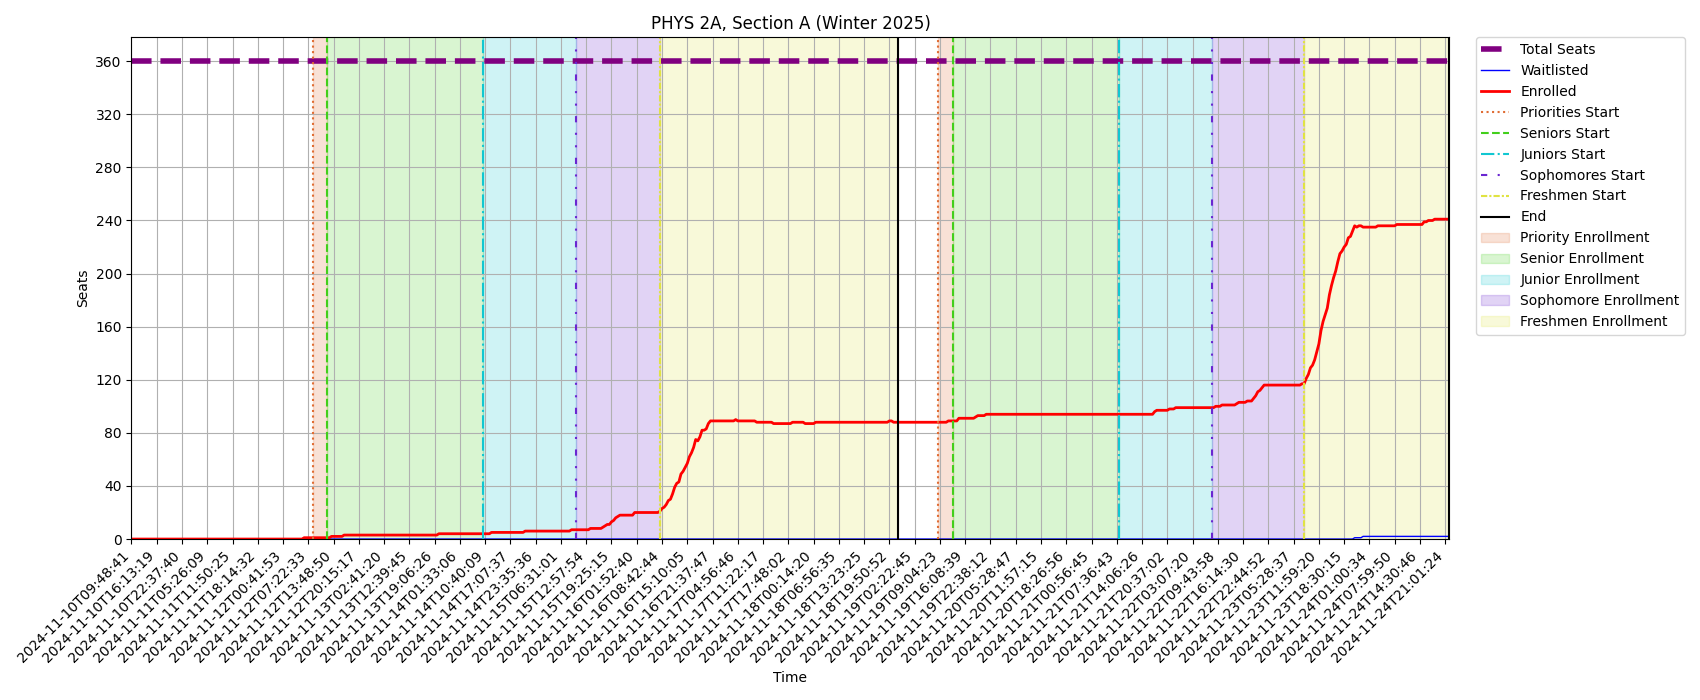 PHYS 2A, Section A (Winter 2025)
Seats
360
320
280
240
200
160
120
80
40
0
2024-11-10T09:48:41
2024-11-10T16:13:19
2024-11-10T22:37:40
2024-11-11T05:26:09
2024-11-11T11:50:25
2024-11-11T18:14:32
2024-11-12T00:41:53
2024-11-12T07:22:33
2024-11-12T13:48:50
2024-11-12T20:15:17
2024-11-13T02:41:20
2024-11-13T12:39:45
2024-11-13T19:06:26
2024-11-14T01:33:06
2024-11-14T10:40:09
2024-11-14T17:07:37
2024-11-14T23:35:36
2024-11-15T06:31:01
2024-11-15T12:57:54
2024-11-15T19:25:15
2024-11-16T01:52:40
2024-11-16T08:42:44
2024-11-16T15:10:05
2024-11-16T21:37:47
2024-11-17T04:56:46
2024-11-17T11:22:17
2024-11-17T17:48:02
2024-11-18T00:14:20
2024-11-18T06:56:35
2024-11-18T13:23:25
2024-11-18T19:50:52
2024-11-19T02:22:45
2024-11-19T09:04:23
2024-11-19T16:08:39
2024-11-19T22:38:12
2024-11-20T05:28:47
2024-11-20T11:57:15
2024-11-20T18:26:56
2024-11-21T00:56:45
2024-11-21T07:36:43
2024-11-21T14:06:26
2024-11-21T20:37:02
2024-11-22T03:07:20
2024-11-22T09:43:58
2024-11-22T16:14:30
2024-11-22T22:44:52
2024-11-23T05:28:37
2024-11-23T11:59:20
2024-11-23T18:30:15
2024-11-24T01:00:34
2024-11-24T07:59:50
2024-11-24T14:30:46
2024-11-24T21:01:24
Time
Total Seats
Waitlisted
Enrolled
Priorities Start
Seniors Start
Juniors Start
Sophomores Start
Freshmen Start
End
Priority Enrollment
Senior Enrollment
Junior Enrollment
Sophomore Enrollment
Freshmen Enrollment